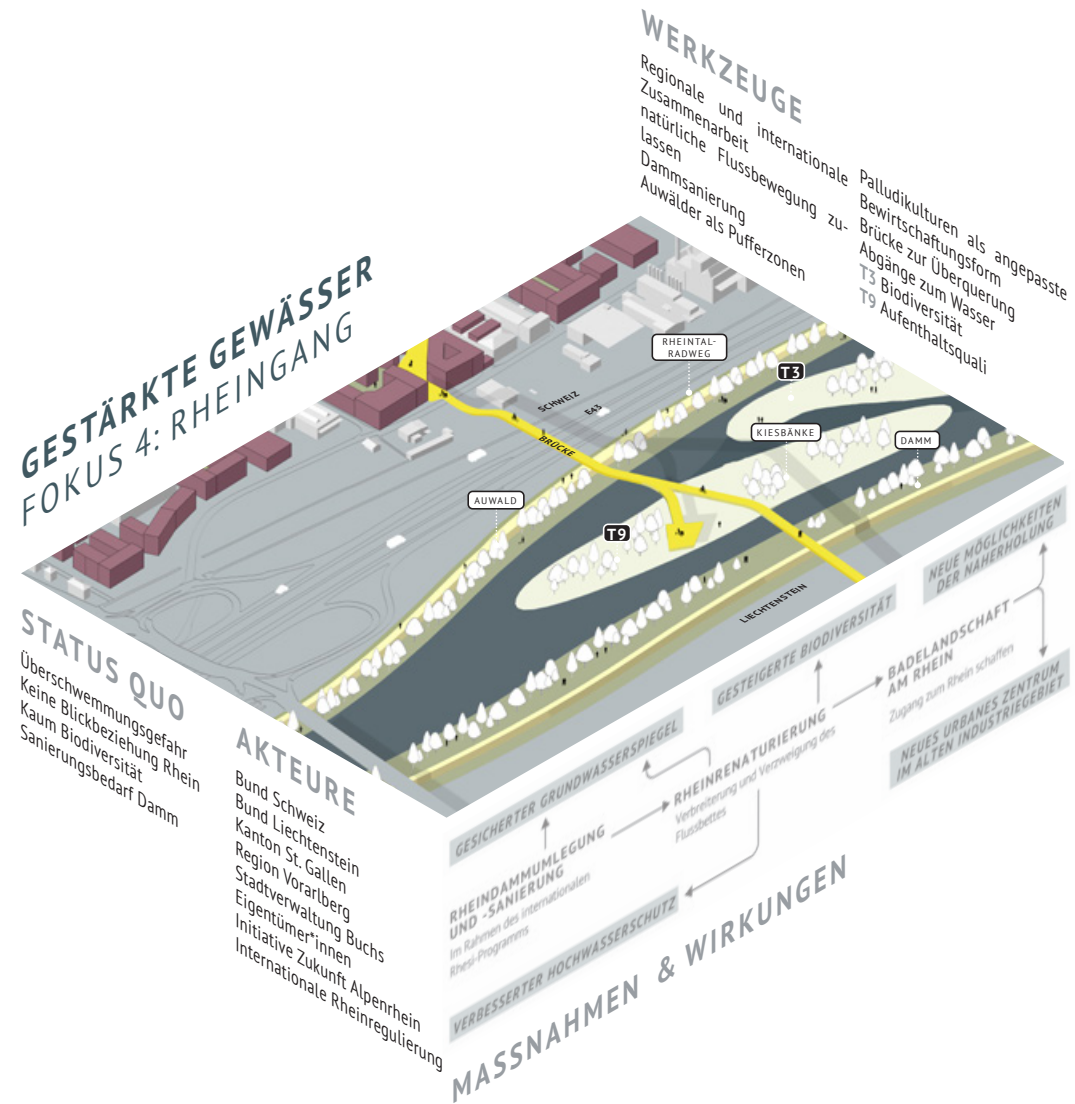 GESTÄRKTE GEWÄSSER
FOKUS 4: RHEINGANG
WERKZEUGE
Regionale und internationale
Zusammenarbeit
natürliche Flussbewegung zu-
lassen
Dammsanierung
Auwälder als Pufferzonen
Palludikulturen als angepasste
Bewirtschaftungsform
Brücke zur Überquerung
Abgänge zum Wasser
T3 Biodiversität
T9 Aufenthaltsquali
RHEINTAL-
RADWEG
T3
SCHWEIZ
E43
BRÜCKE
KIESBÄNKE
DAMM
AUWALD
T9
LIECHTENSTEIN
STATUS QUO
Überschwemmungsgefahr
Keine Blickbeziehung Rhein
Kaum Biodiversität
Sanierungsbedarf Damm
AKTEURE
Bund Schweiz
Bund Liechtenstein
Kanton St. Gallen
Region Vorarlberg
Stadtverwaltung Buchs
Eigentümer*innen
Initiative Zukunft Alpenrhein
Internationale Rheinregulierung
GESICHERTER GRUNDWASSERSPIEGEL
RHEINDAMMUMLEGUNG
UND -SANIERUNG
Im Rahmen des internationalen
Rhesi-Programms
VERBESSERTER HOCHWASSERSCHUTZ
GESTEIGERTE BIODIVERSITÄT
RHEINRENATURIERUNG
Verbreiterung und Verzweigung des
Flussbettes
NEUE MÖGLICHKEITEN
DER NAHERHOLUNG
BADELANDSCHAFT
AM RHEIN
Zugang zum Rhein schaffen
NEUES URBANES ZENTRUM
IM ALTEN INDUSTRIEGEBIET
MASSNAHMEN & WIRKUNGEN